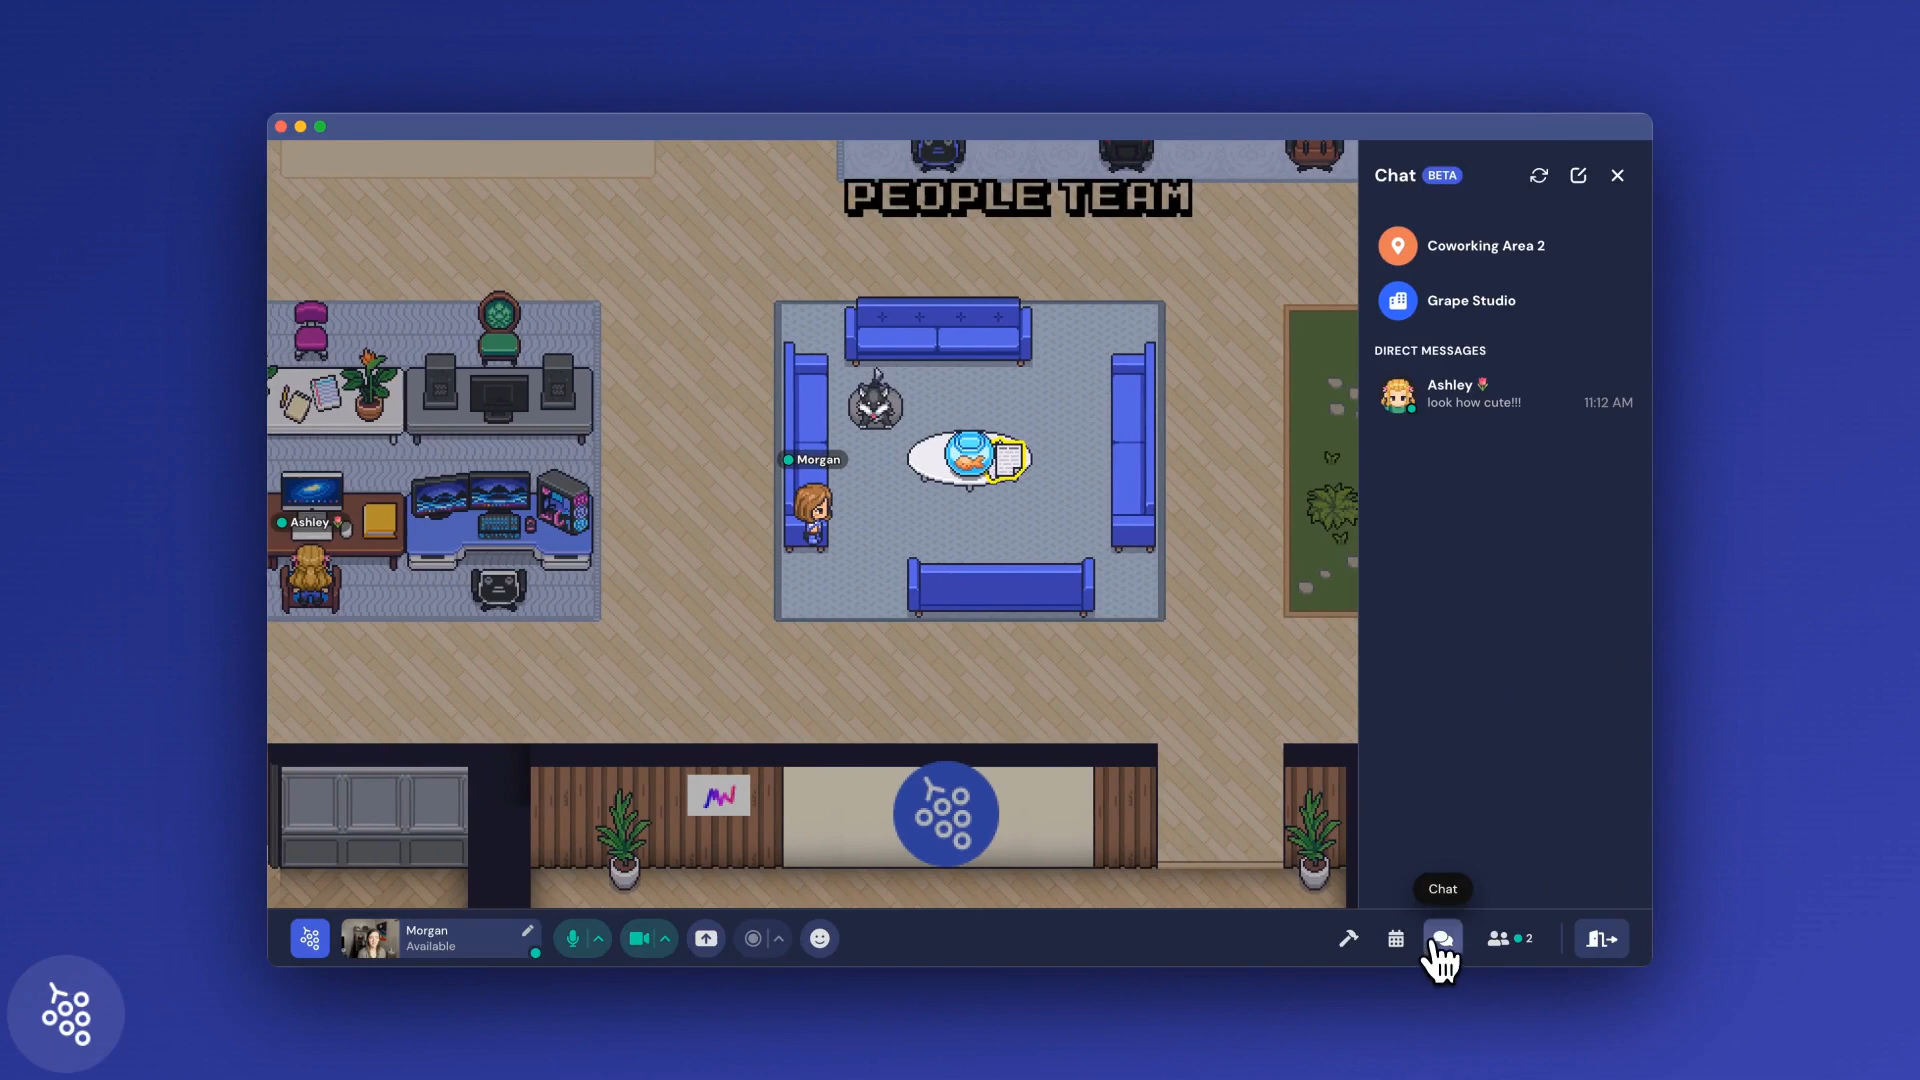 PEOPLE TEAM
Chat BETA
Coworking Area 2
Grape Studio
DIRECT MESSAGES
Ashley🌷
look how cute!!! 11:12 AM
Morgan
Ashley🌷
MW
Chat
Morgan
Available
2